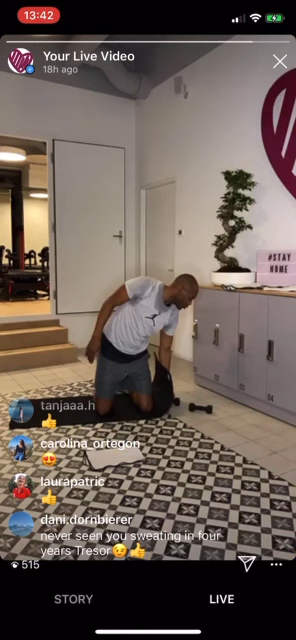 13:42
Your Live Video
18h ago
#STAY
HOME
tanjaaa.h
👍
carolina_ortegon
😍
laurapatric
👍
dani.dornbierer
never seen you sweating in four
years Tresor😉👍
515
STORY
LIVE